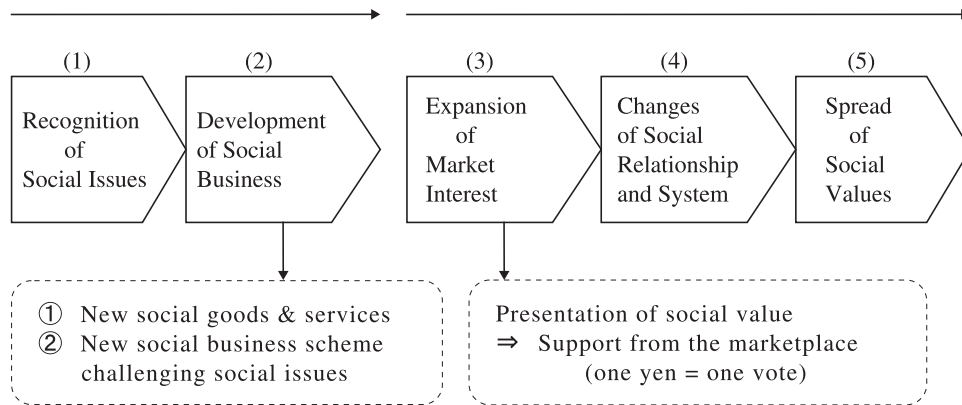 (1)
Recognition
of
Social Issues
(2)
Development
of Social
Business
(3)
Expansion
of
Market
Interest
(4)
Changes
of Social
Relationship
and System
(5)
Spread
of
Social
Values
① New social goods & services
② New social business scheme
challenging social issues
Presentation of social value
⇒ Support from the marketplace
(one yen = one vote)